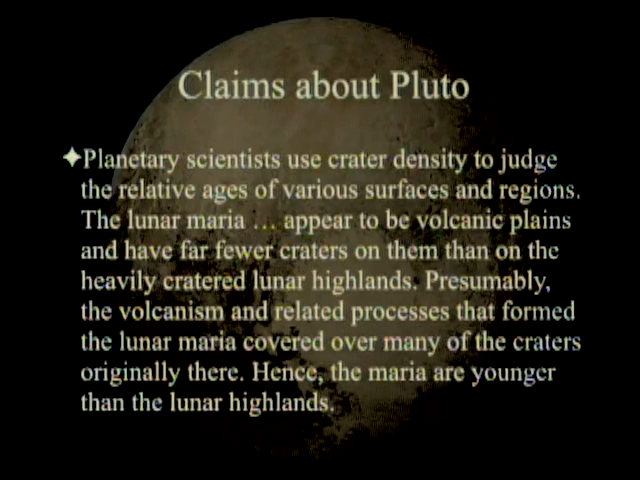 Claims about Pluto
✦Planetary scientists use crater density to judge
the relative ages of various surfaces and regions.
The lunar maria … appear to be volcanic plains
and have far fewer craters on them than on the
heavily cratered lunar highlands. Presumably,
the volcanism and related processes that formed
the lunar maria covered over many of the craters
originally there. Hence, the maria are younger
than the lunar highlands.